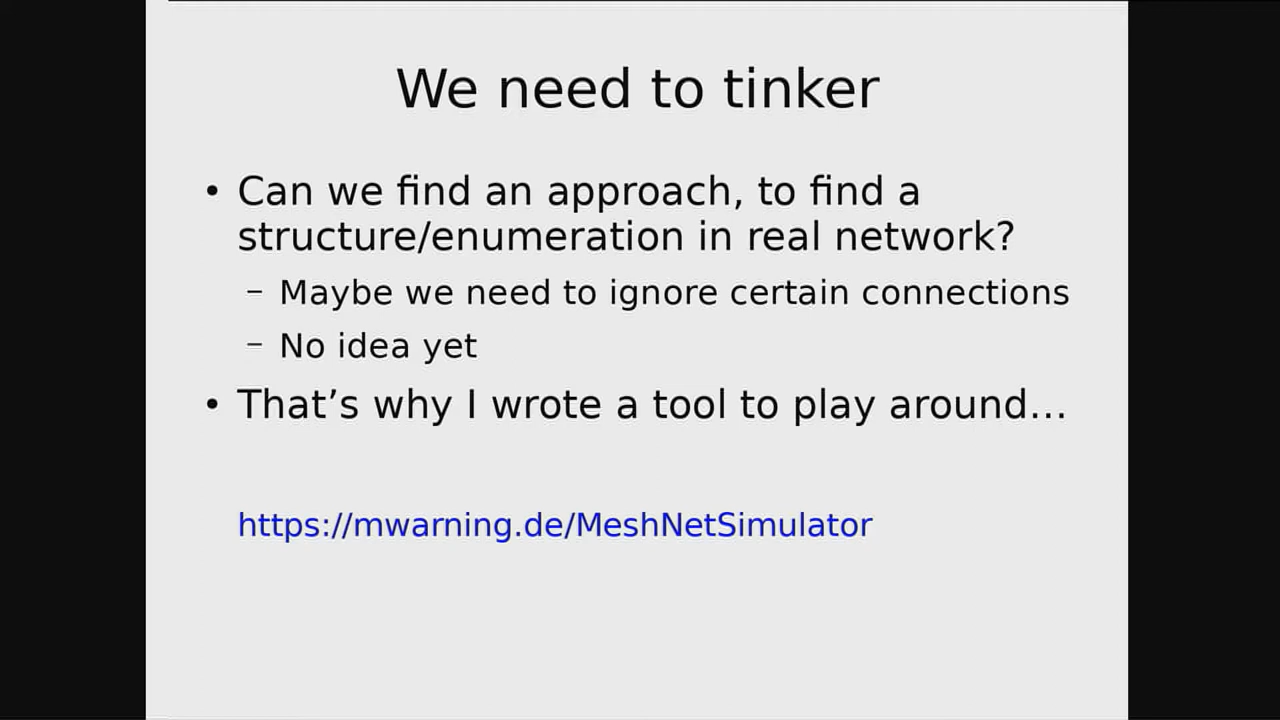 We need to tinker
• Can we find an approach, to find a
structure/enumeration in real network?
– Maybe we need to ignore certain connections
– No idea yet
• That’s why I wrote a tool to play around…
https://mwarning.de/MeshNetSimulator